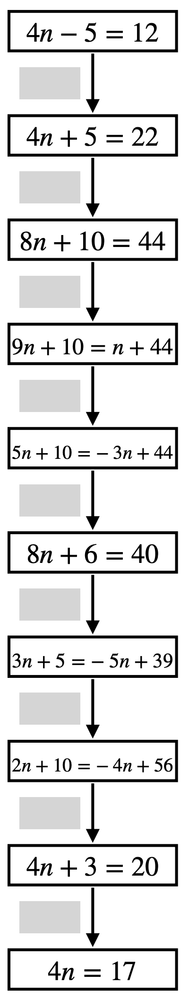 4n − 5 = 12
4n + 5 = 22
8n + 10 = 44
9n + 10 = n + 44
5n + 10 = − 3n + 44
8n + 6 = 40
3n + 5 = − 5n + 39
2n + 10 = − 4n + 56
4n + 3 = 20
4n = 17